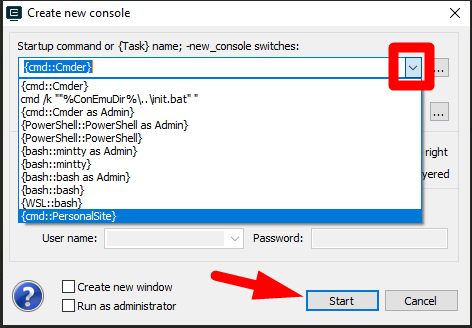 Create new console
Startup command or {Task} name; -new_console switches:
{cmd::Cmder}
...
{cmd::Cmder}
cmd /k ""%ConEmuDir%\..\init.bat" "
{cmd::Cmder as Admin}
...
{PowerShell::PowerShell as Admin}
{PowerShell::PowerShell}
{bash::mintty as Admin}
right
{bash::mintty}
{bash::bash as Admin}
yered
{bash::bash}
{WSL::bash}
{cmd::PersonalSite}
User name:
Password:
Create new window
Run as administrator
Start
Cancel